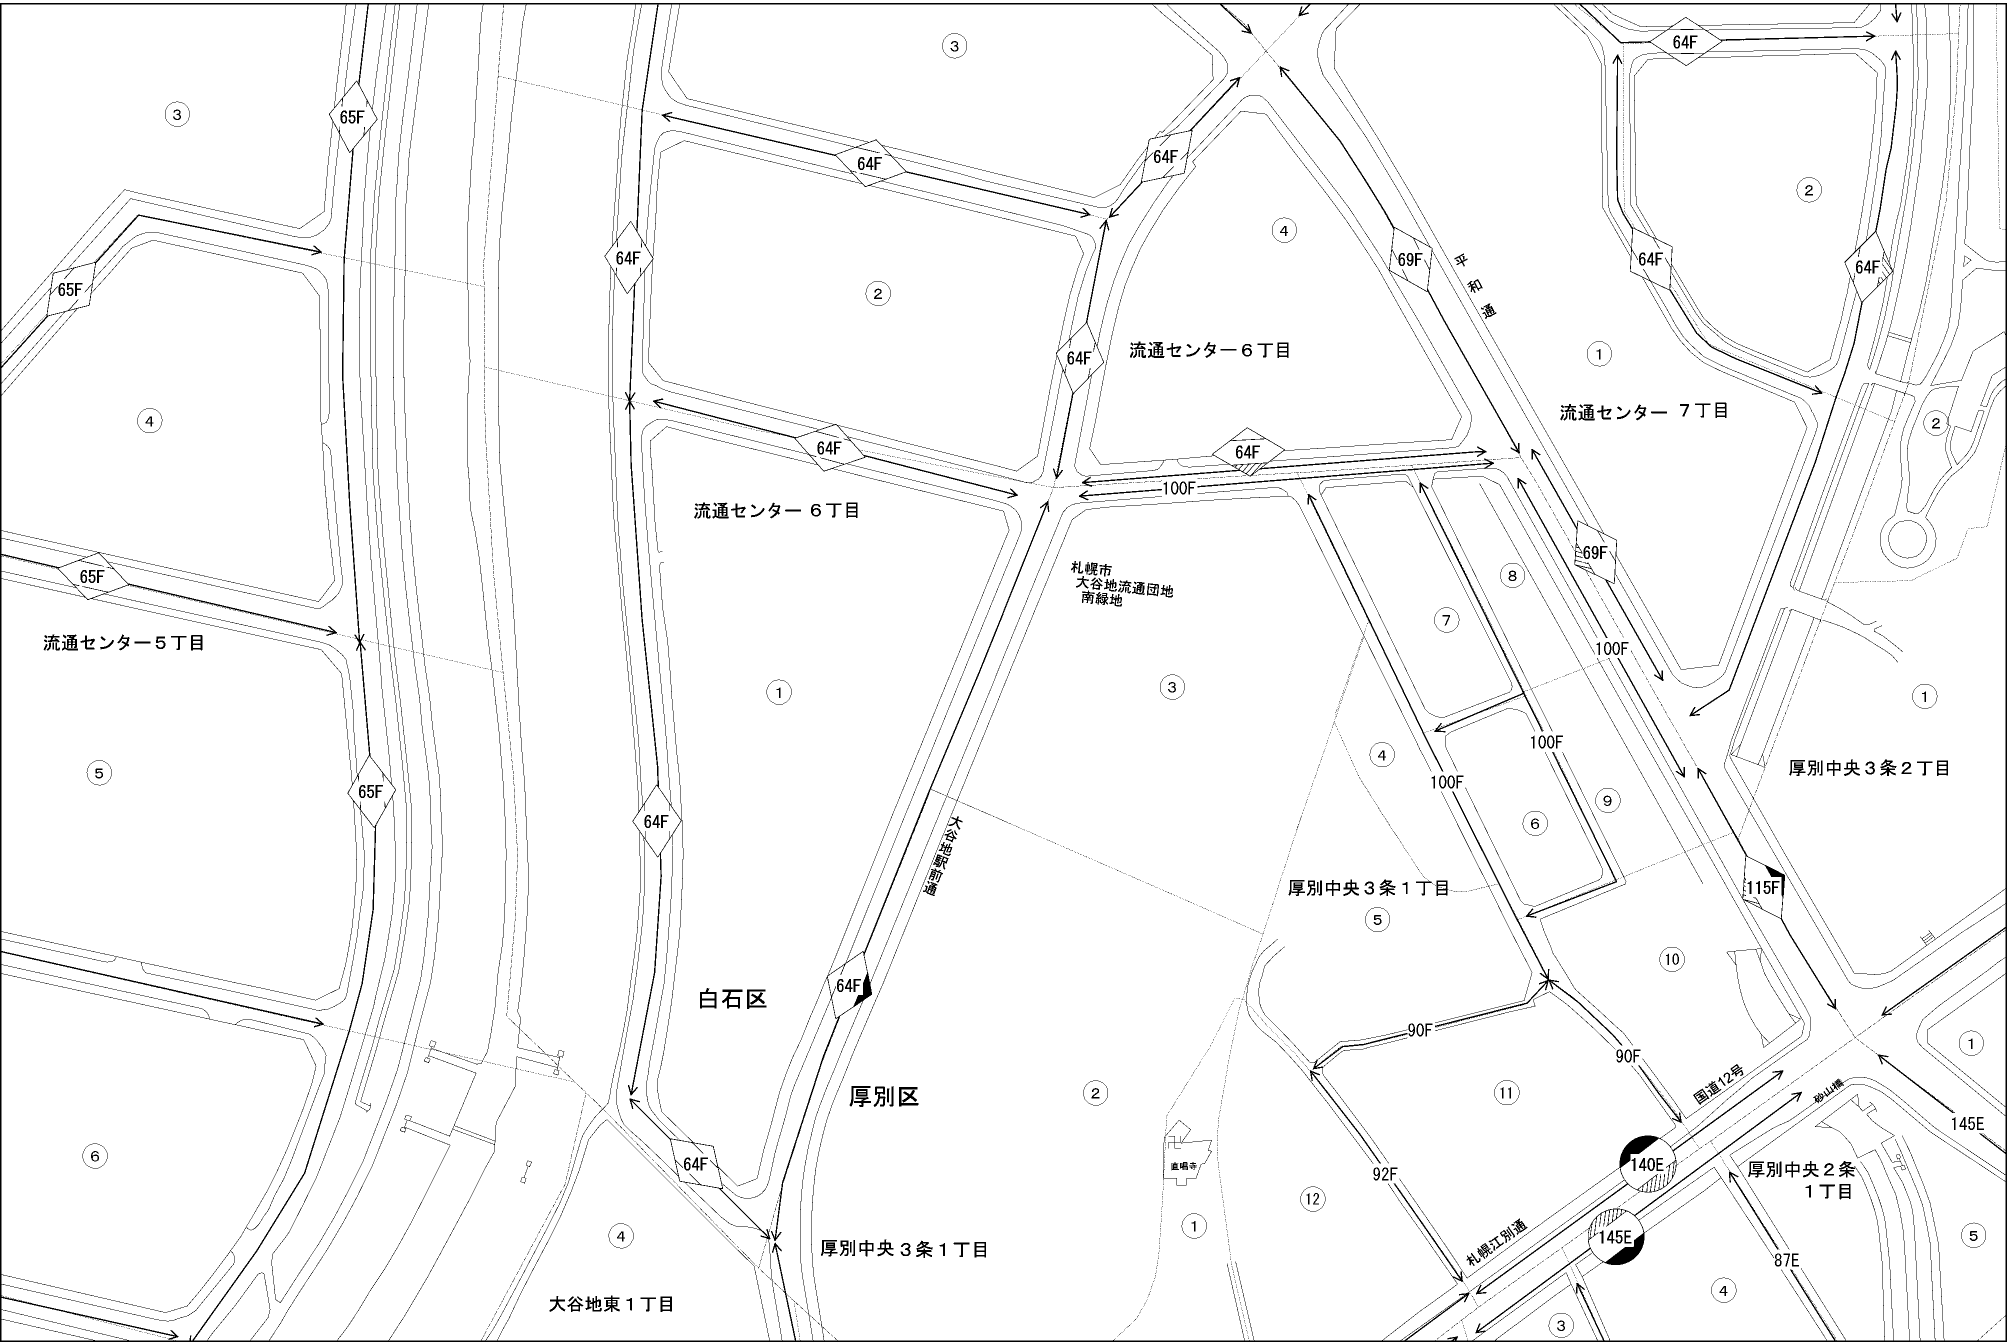 64F
③
②
③
65F
64F
64F
②
④
64F
69F
平和通
64F
64F
65F
②
流通センター６丁目
①
64F
流通センター ７丁目
④
②
64F
64F
100F
流通センター ６丁目
69F
札幌市
大谷地流通団地
南緑地
⑧
65F
⑦
流通センター５丁目
100F
①
③
①
④
100F
厚別中央３条２丁目
⑤
65F
100F
⑨
64F
⑥
大谷地駅前通
厚別中央３条１丁目
115F
⑤
⑩
64F
白石区
90F
90F
①
厚別区
②
⑪
国道12号
砂山橋
145E
⑥
64F
直唱寺
92F
140E
厚別中央２条
１丁目
⑫
④
①
札幌江別通
145E
⑤
厚別中央３条１丁目
87E
大谷地東１丁目
④
③